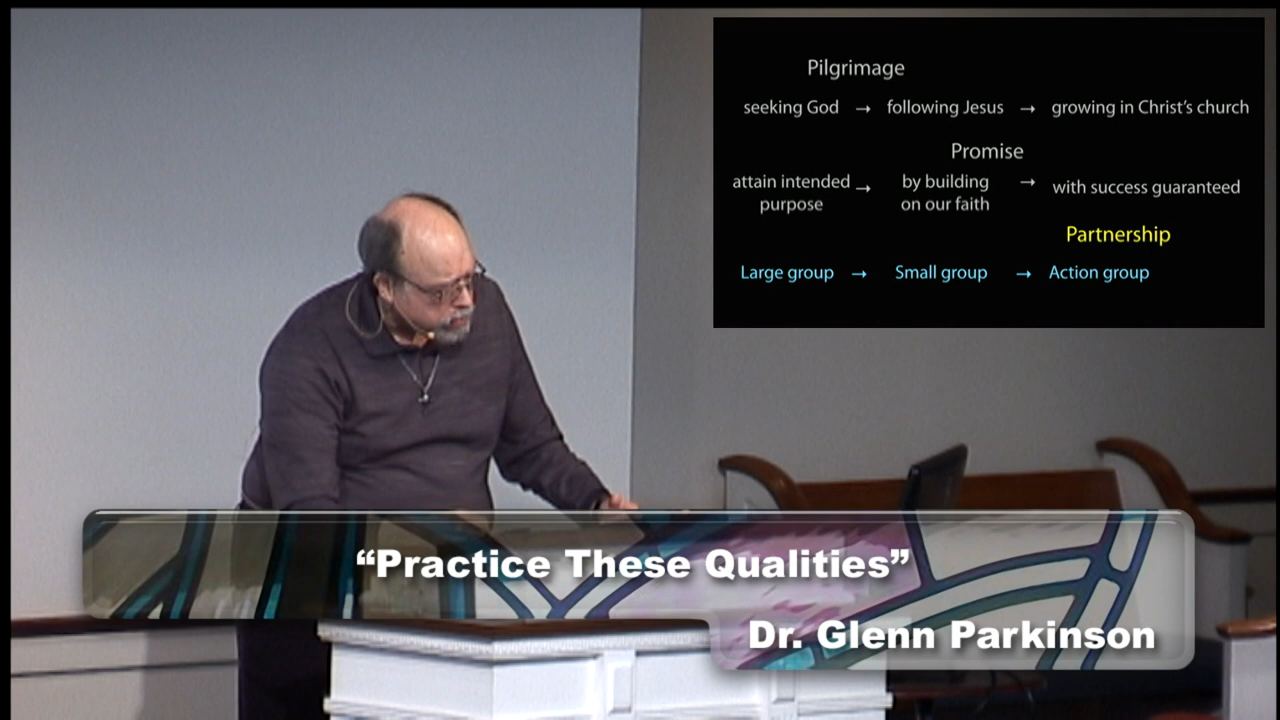 Pilgrimage
seeking God → following Jesus → growing in Christ's church
Promise
attain intended purpose → by building on our faith → with success guaranteed
Partnership
Large group → Small group → Action group
“Practice These Qualities”
Dr. Glenn Parkinson